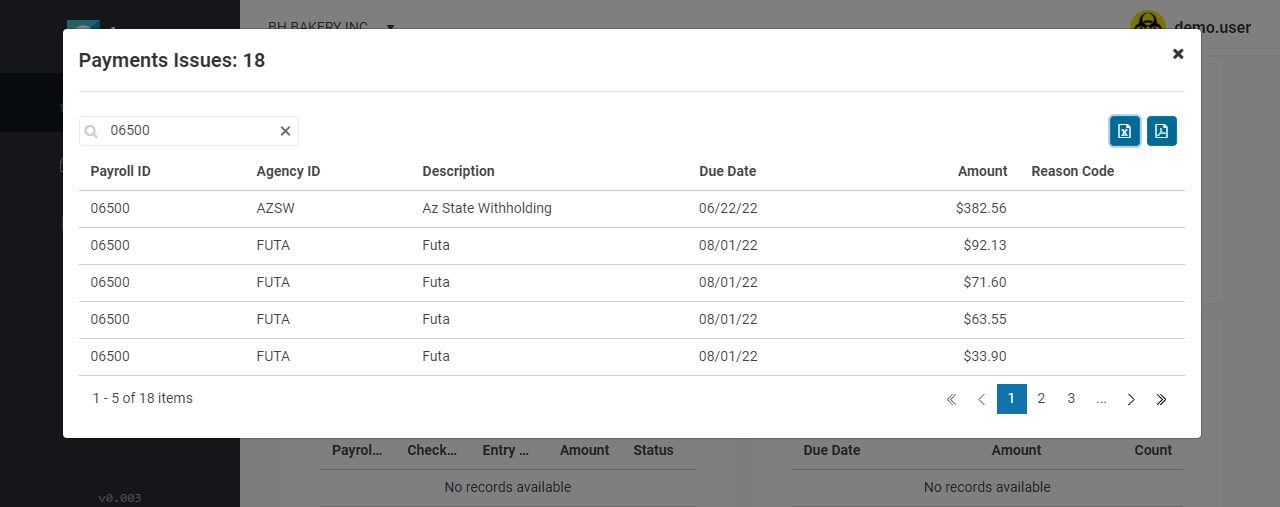 BH BAKERY INC
demo.user
Payments Issues: 18
06500
Payroll ID Agency ID Description Due Date Amount Reason Code
06500 AZSW Az State Withholding 06/22/22 $382.56
06500 FUTA Futa 08/01/22 $92.13
06500 FUTA Futa 08/01/22 $71.60
06500 FUTA Futa 08/01/22 $63.55
06500 FUTA Futa 08/01/22 $33.90
1 - 5 of 18 items
1 2 3 ...
Payrol... Check... Entry ... Amount Status
Due Date Amount Count
No records available
No records available
v0.003